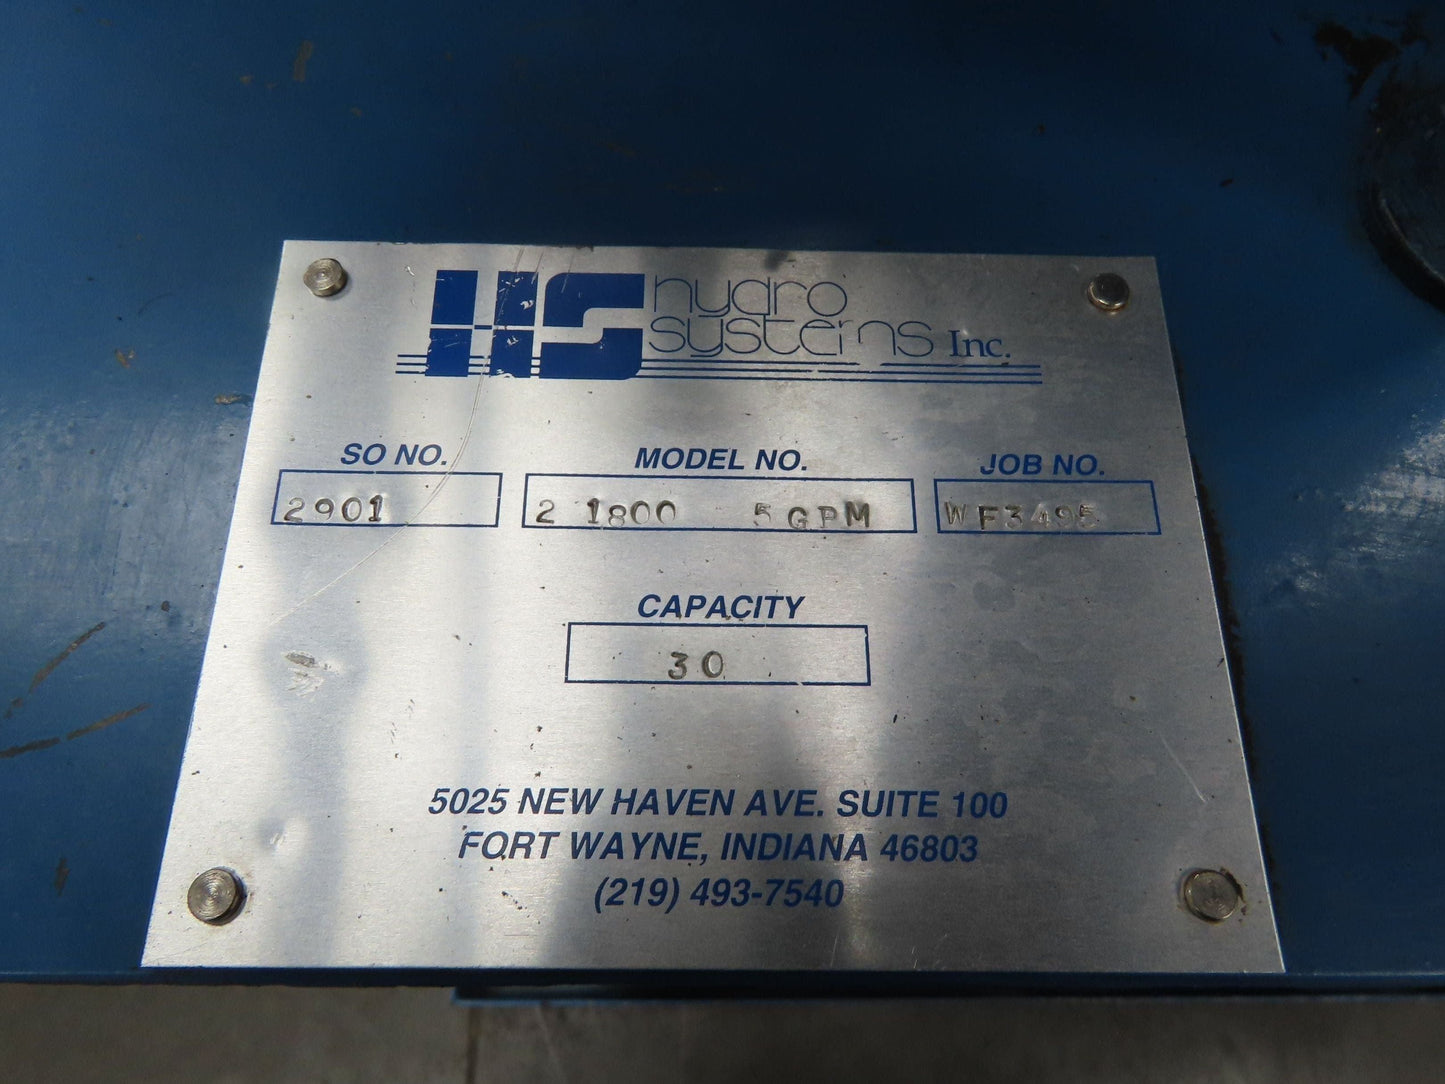 HS hydro
systems Inc.
SO NO. MODEL NO. JOB NO.
2901 2 1800 5GPM WF3495
CAPACITY
30
5025 NEW HAVEN AVE. SUITE 100
FORT WAYNE, INDIANA 46803
(219) 493-7540